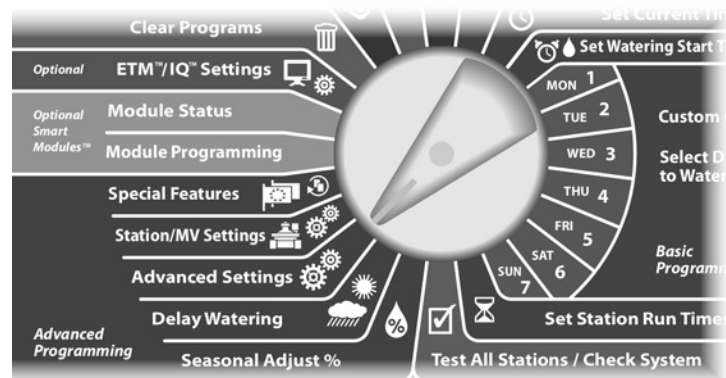 Clear Programs
Optional
ETM™/IQ™ Settings
Optional
Smart
Modules™
Module Status
Module Programming
Special Features
Station/MV Settings
Advanced Settings
Delay Watering
Advanced
Programming
Seasonal Adjust %
%
Test All Stations / Check System
Set Station Run Time
Basic
Programm
Set Current Tim
Set Watering Start T
MON 1
TUE 2
WED 3
THU 4
FRI 5
SAT 6
SUN 7
Custom
Select D
to Water